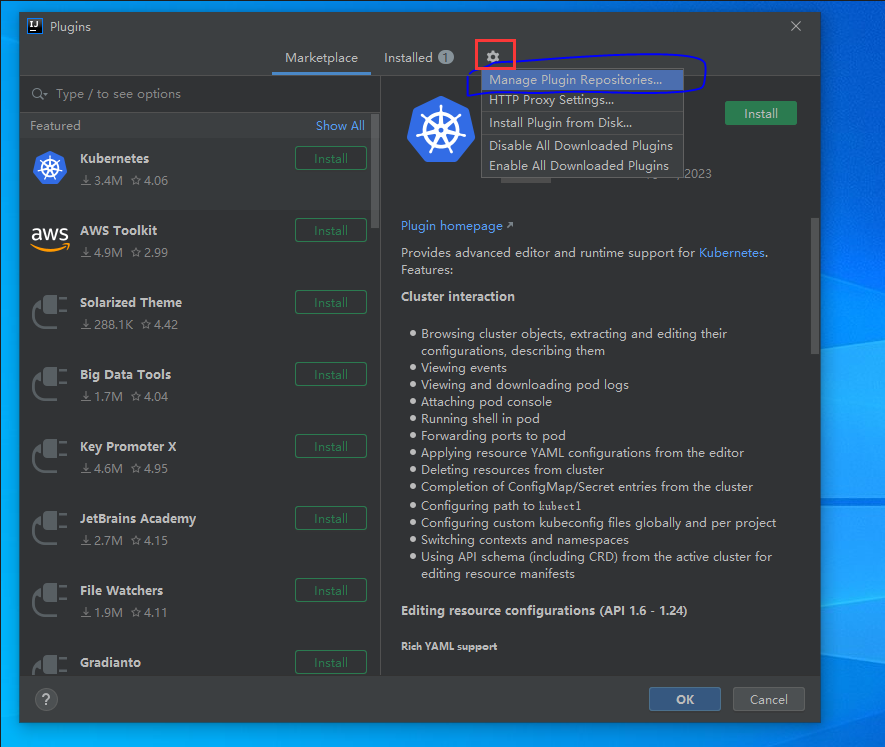 IJ Plugins
Marketplace Installed 1
Manage Plugin Repositories...
HTTP Proxy Settings...
Install Plugin from Disk...
Disable All Downloaded Plugins
Enable All Downloaded Plugins
Type / to see options
Featured Show All
Kubernetes Install
3.4M 4.06
aws AWS Toolkit Install
4.9M 2.99
Solarized Theme Install
288.1K 4.42
Big Data Tools Install
1.7M 4.04
Key Promoter X Install
4.6M 4.95
JetBrains Academy Install
2.7M 4.15
File Watchers Install
1.9M 4.11
Gradianto Install
Install
2023
Plugin homepage
Provides advanced editor and runtime support for Kubernetes.
Features:
Cluster interaction
Browsing cluster objects, extracting and editing their
configurations, describing them
Viewing events
Viewing and downloading pod logs
Attaching pod console
Running shell in pod
Forwarding ports to pod
Applying resource YAML configurations from the editor
Deleting resources from cluster
Completion of ConfigMap/Secret entries from the cluster
Configuring path to kubectl
Configuring custom kubeconfig files globally and per project
Switching contexts and namespaces
Using API schema (including CRD) from the active cluster for
editing resource manifests
Editing resource configurations (API 1.6 - 1.24)
Rich YAML support
? OK Cancel